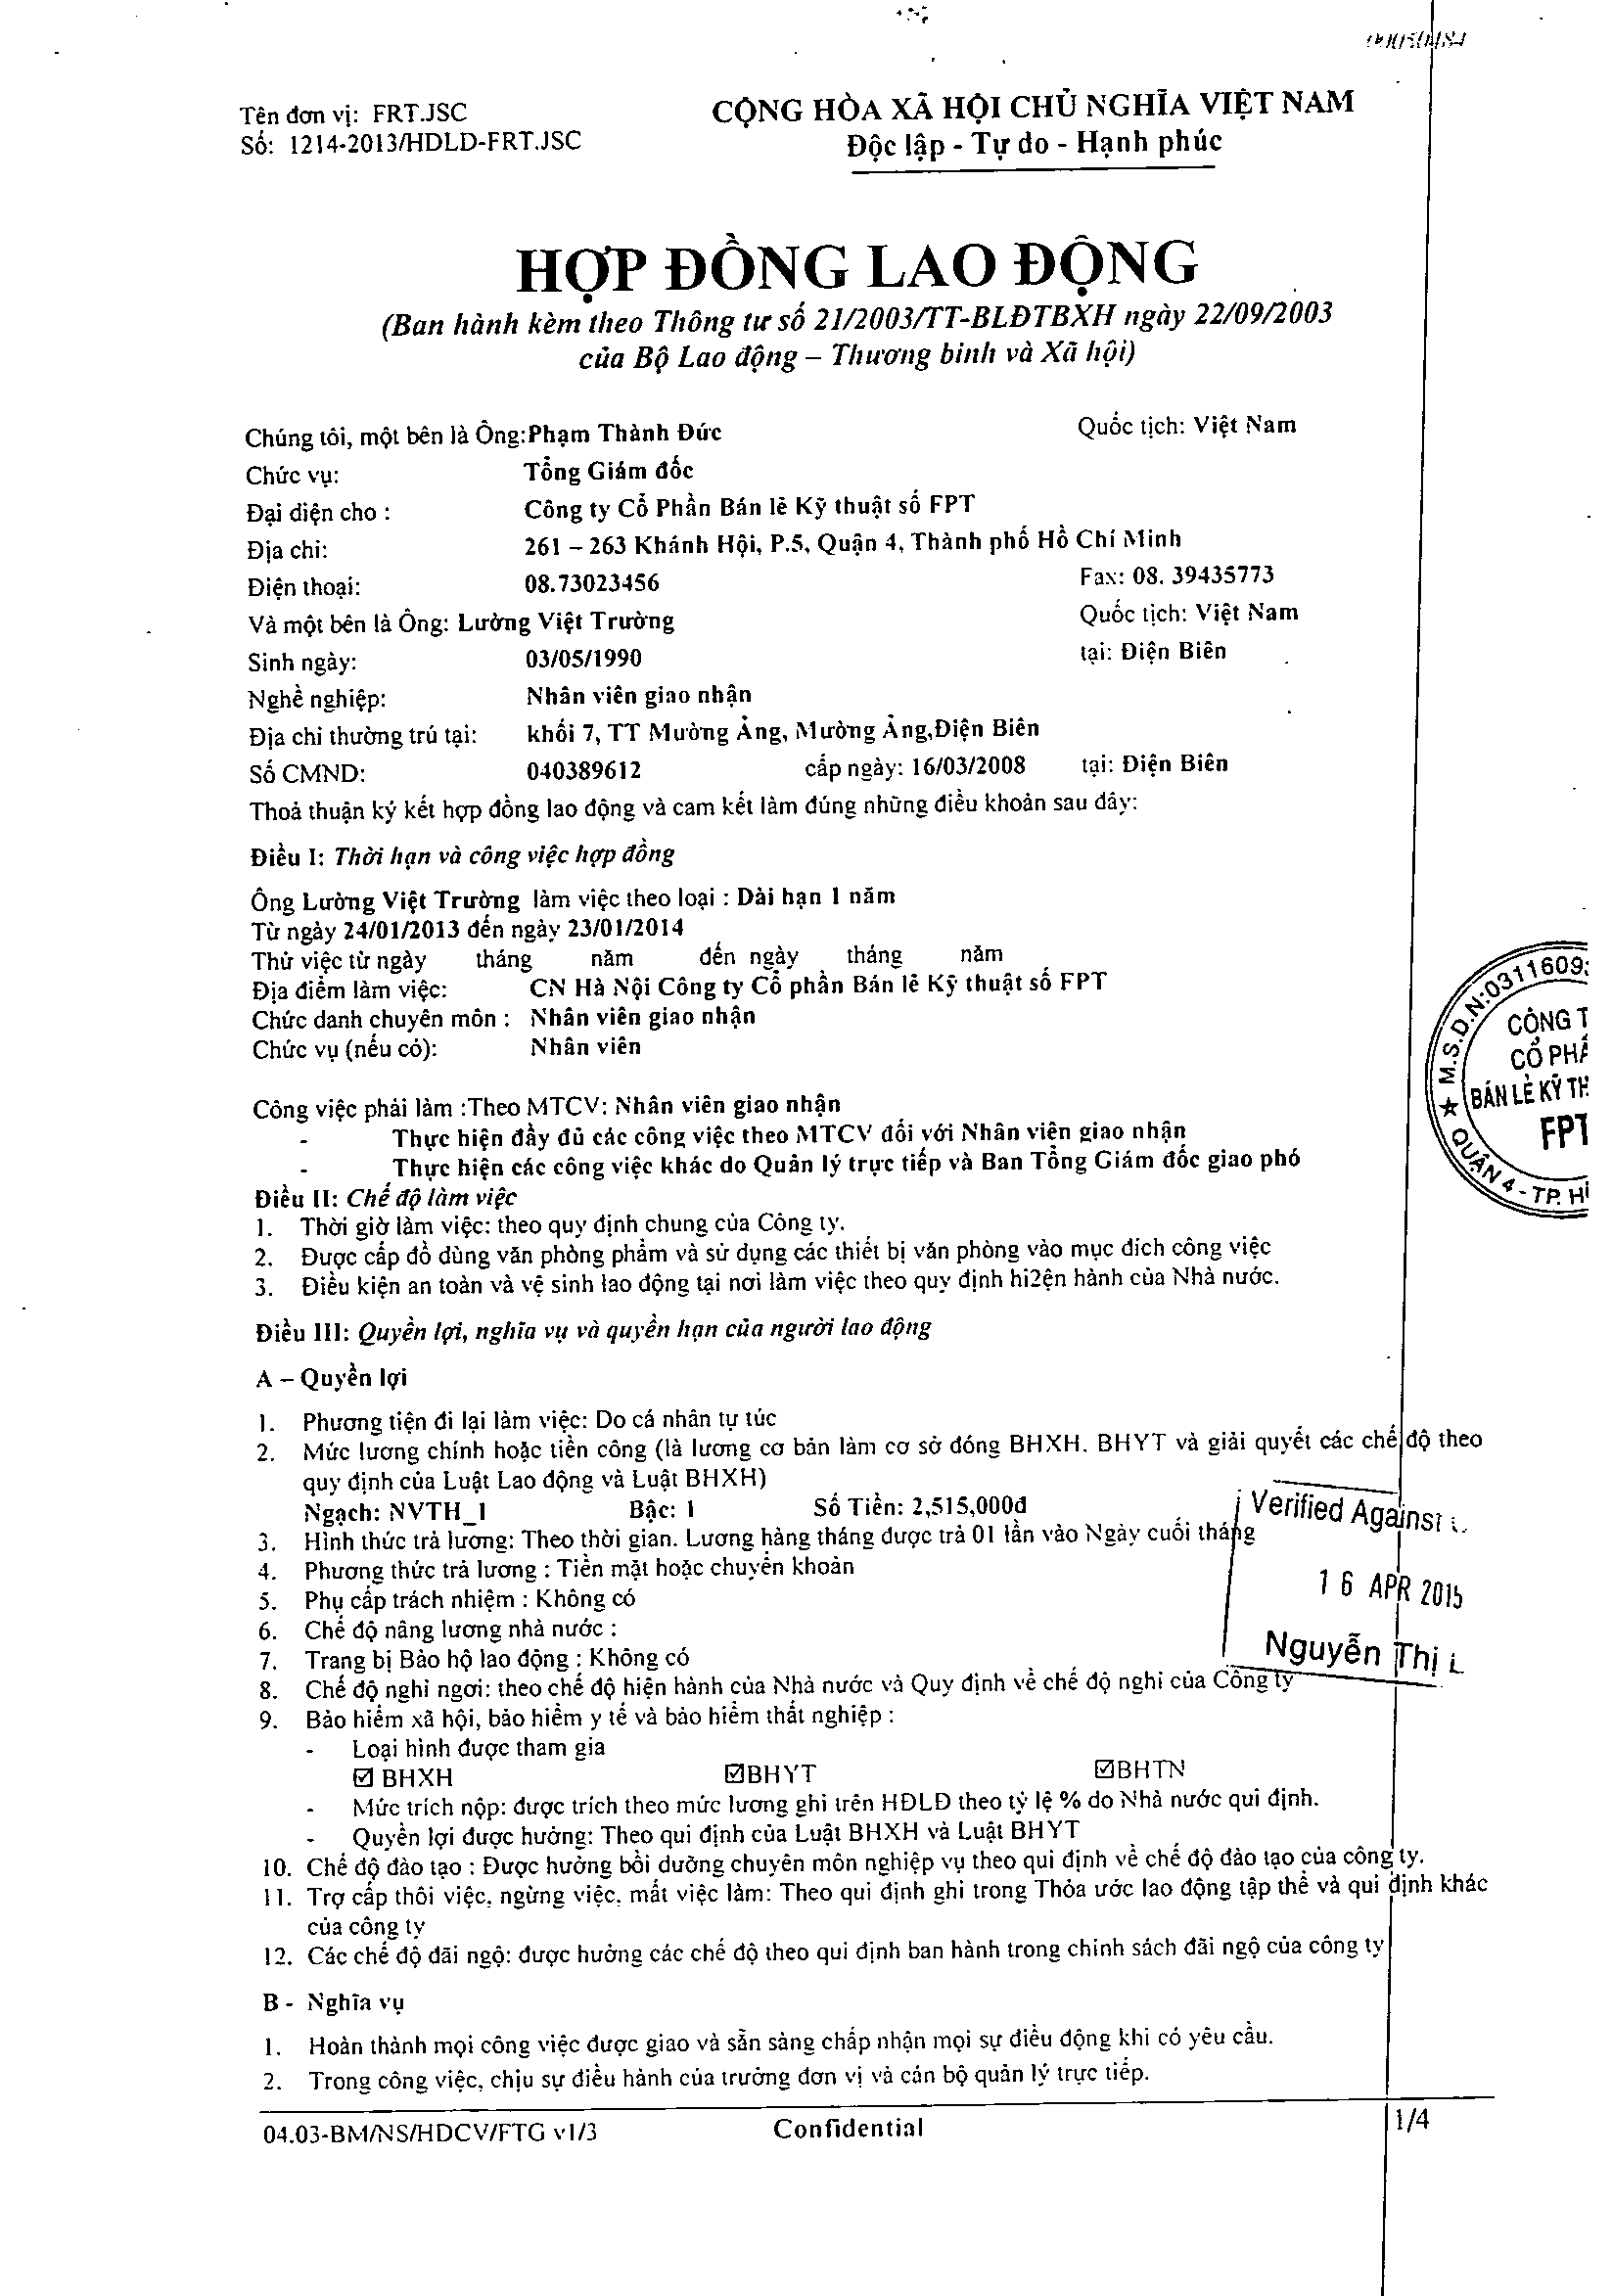 Tên đơn vị: FRT.JSC
Số: 1214-2013/HDLD-FRT.JSC
CỘNG HÒA XÃ HỘI CHỦ NGHĨA VIỆT NAM
Độc lập - Tự do - Hạnh phúc
HỢP ĐỒNG LAO ĐỘNG
(Ban hành kèm theo Thông tư số 21/2003/TT-BLĐTBXH ngày 22/09/2003
của Bộ Lao động – Thương binh và Xã hội)
Chúng tôi, một bên là Ông:Phạm Thành Đức Quốc tịch: Việt Nam
Chức vụ: Tổng Giám đốc
Đại diện cho : Công ty Cổ Phần Bán lẻ Kỹ thuật số FPT
Địa chỉ: 261 – 263 Khánh Hội, P.5, Quận 4, Thành phố Hồ Chí Minh
Điện thoại: 08.73023456 Fax: 08. 39435773
Và một bên là Ông: Lường Việt Trường Quốc tịch: Việt Nam
Sinh ngày: 03/05/1990 tại: Điện Biên
Nghề nghiệp: Nhân viên giao nhận
Địa chỉ thường trú tại: khối 7, TT Mường Ảng, Mường Ảng,Điện Biên
Số CMND: 040389612 cấp ngày: 16/03/2008 tại: Điện Biên
Thoả thuận ký kết hợp đồng lao động và cam kết làm đúng những điều khoản sau đây:
Điều I: Thời hạn và công việc hợp đồng
Ông Lường Việt Trường làm việc theo loại : Dài hạn 1 năm
Từ ngày 24/01/2013 đến ngày 23/01/2014
Thử việc từ ngày tháng năm đến ngày tháng năm
Địa điểm làm việc: CN Hà Nội Công ty Cổ phần Bán lẻ Kỹ thuật số FPT
Chức danh chuyên môn : Nhân viên giao nhận
Chức vụ (nếu có): Nhân viên
M.S.D.N:0311609
CÔNG T
CỔ PHẦ
BÁN LẺ KỸ TH
FPT
QUẬN 4 - TP. H
Công việc phải làm :Theo MTCV: Nhân viên giao nhận
- Thực hiện đầy đủ các công việc theo MTCV đối với Nhân viên giao nhận
- Thực hiện các công việc khác do Quản lý trực tiếp và Ban Tổng Giám đốc giao phó
Điều II: Chế độ làm việc
1. Thời giờ làm việc: theo quy định chung của Công ty.
2. Được cấp đồ dùng văn phòng phẩm và sử dụng các thiết bị văn phòng vào mục đích công việc
3. Điều kiện an toàn và vệ sinh lao động tại nơi làm việc theo quy định hi2ện hành của Nhà nước.
Điều III: Quyền lợi, nghĩa vụ và quyền hạn của người lao động
A – Quyền lợi
1. Phương tiện đi lại làm việc: Do cá nhân tự túc
2. Mức lương chính hoặc tiền công (là lương cơ bản làm cơ sở đóng BHXH. BHYT và giải quyết các chế độ theo
quy định của Luật Lao động và Luật BHXH)
Ngạch: NVTH_1 Bậc: 1 Số Tiền: 2,515,000đ
3. Hình thức trả lương: Theo thời gian. Lương hàng tháng được trả 01 lần vào Ngày cuối tháng
4. Phương thức trả lương : Tiền mặt hoặc chuyển khoản
5. Phụ cấp trách nhiệm : Không có
6. Chế độ nâng lương nhà nước :
7. Trang bị Bảo hộ lao động : Không có
Verified Against
16 APR 2015
Nguyễn Thị L
8. Chế độ nghỉ ngơi: theo chế độ hiện hành của Nhà nước và Quy định về chế độ nghỉ của Công ty
9. Bảo hiểm xã hội, bảo hiểm y tế và bảo hiểm thất nghiệp :
- Loại hình được tham gia
☑ BHXH ☑BHYT ☑BHTN
- Mức trích nộp: được trích theo mức lương ghi trên HĐLĐ theo tỷ lệ % do Nhà nước qui định.
- Quyền lợi được hưởng: Theo qui định của Luật BHXH và Luật BHYT
10. Chế độ đào tạo : Được hưởng bồi dưỡng chuyên môn nghiệp vụ theo qui định về chế độ đào tạo của công ty.
11. Trợ cấp thôi việc, ngừng việc, mất việc làm: Theo qui định ghi trong Thỏa ước lao động tập thể và qui định khác
của công ty
12. Các chế độ đãi ngộ: được hưởng các chế độ theo qui định ban hành trong chính sách đãi ngộ của công ty
B - Nghĩa vụ
1. Hoàn thành mọi công việc được giao và sẵn sàng chấp nhận mọi sự điều động khi có yêu cầu.
2. Trong công việc, chịu sự điều hành của trưởng đơn vị và cán bộ quản lý trực tiếp.
04.03-BM/NS/HDCV/FTG v1/3 Confidential 1/4